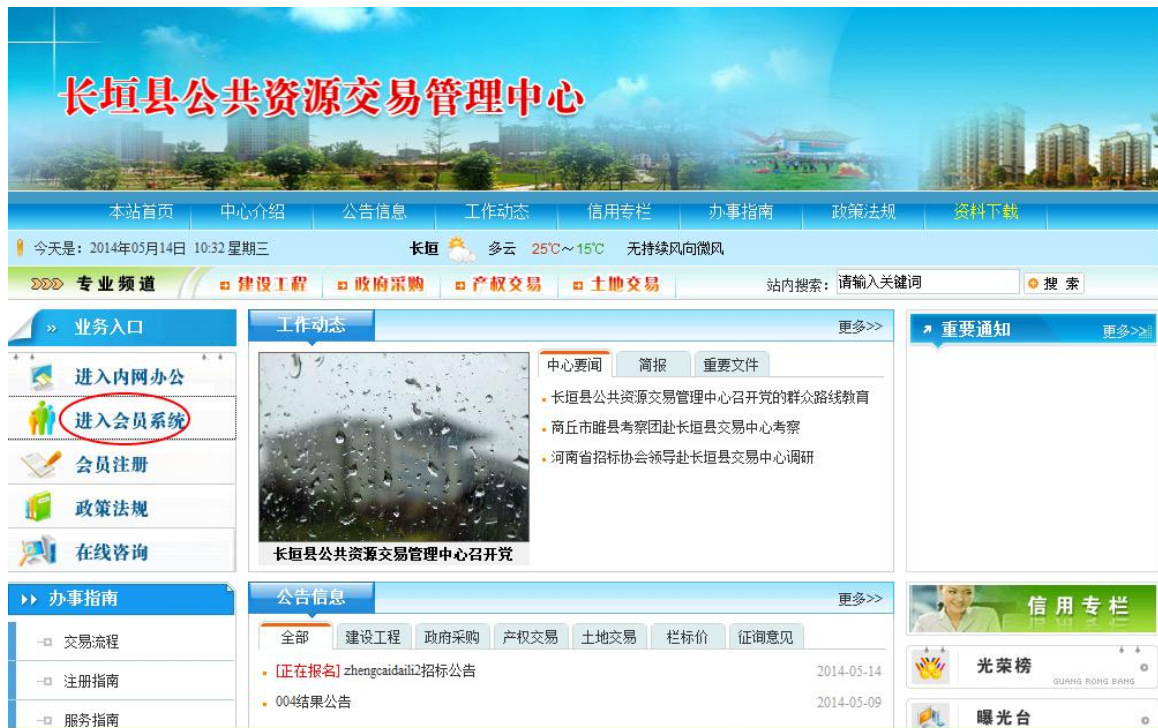 长垣县公共资源交易管理中心
本站首页 中心介绍 公告信息 工作动态 信用专栏 办事指南 政策法规 资料下载
今天是：2014年05月14日 10:32 星期三 长垣 多云 25℃～15℃ 无持续风向微风
专业频道 建设工程 政府采购 产权交易 土地交易 站内搜索： 请输入关键词 搜 索
业务入口
进入内网办公
进入会员系统
会员注册
政策法规
在线咨询
工作动态 更多>>
长垣县公共资源交易管理中心召开党
中心要闻 简报 重要文件
长垣县公共资源交易管理中心召开党的群众路线教育
商丘市睢县考察团赴长垣县交易中心考察
河南省招标协会领导赴长垣县交易中心调研
重要通知 更多>>
办事指南
交易流程
注册指南
服务指南
公告信息 更多>>
全部 建设工程 政府采购 产权交易 土地交易 栏标价 征询意见
[正在报名] zhengcaidaili2招标公告 2014-05-14
004结果公告 2014-05-09
信用专栏
光荣榜
GUANG RONG BANG
曝光台